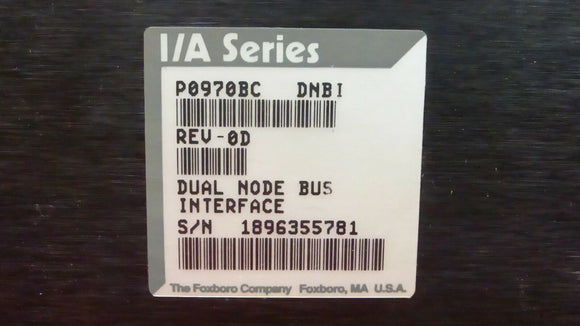 I/A Series
P0970BC DNBI
REV-0D
DUAL NODE BUS
INTERFACE
S/N 1896355781
The Foxboro Company Foxboro, MA U.S.A.